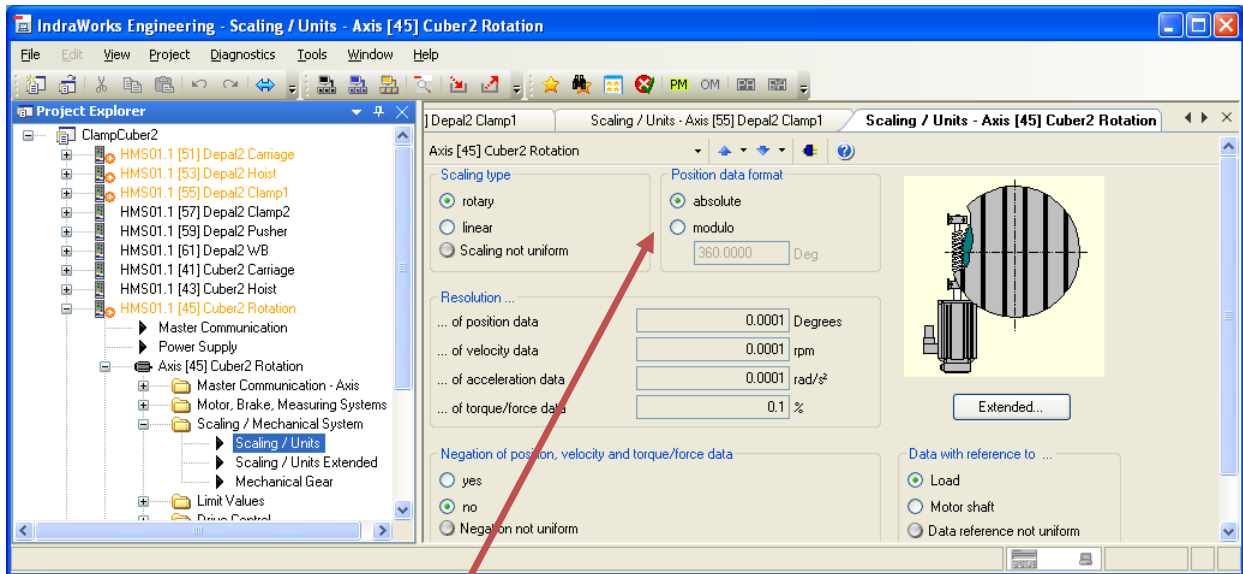 IndraWorks Engineering - Scaling / Units - Axis [45] Cuber2 Rotation
File Edit View Project Diagnostics Tools Window Help
PM OM
Project Explorer
ClampCuber2
HMS01.1 [51] Depal2 Carriage
HMS01.1 [53] Depal2 Hoist
HMS01.1 [55] Depal2 Clamp1
HMS01.1 [57] Depal2 Clamp2
HMS01.1 [59] Depal2 Pusher
HMS01.1 [61] Depal2 WB
HMS01.1 [41] Cuber2 Carriage
HMS01.1 [43] Cuber2 Hoist
HMS01.1 [45] Cuber2 Rotation
Master Communication
Power Supply
Axis [45] Cuber2 Rotation
Master Communication - Axis
Motor, Brake, Measuring Systems
Scaling / Mechanical System
Scaling / Units
Scaling / Units Extended
Mechanical Gear
Limit Values
Drive Control
] Depal2 Clamp1 Scaling / Units - Axis [55] Depal2 Clamp1 Scaling / Units - Axis [45] Cuber2 Rotation
Axis [45] Cuber2 Rotation
Scaling type
rotary
linear
Scaling not uniform
Position data format
absolute
modulo
360.0000 Deg
Resolution ...
... of position data 0.0001 Degrees
... of velocity data 0.0001 rpm
... of acceleration data 0.0001 rad/s²
... of torque/force data 0.1 %
Extended...
Negation of position, velocity and torque/force data
yes
no
Negation not uniform
Data with reference to ...
Load
Motor shaft
Data reference not uniform